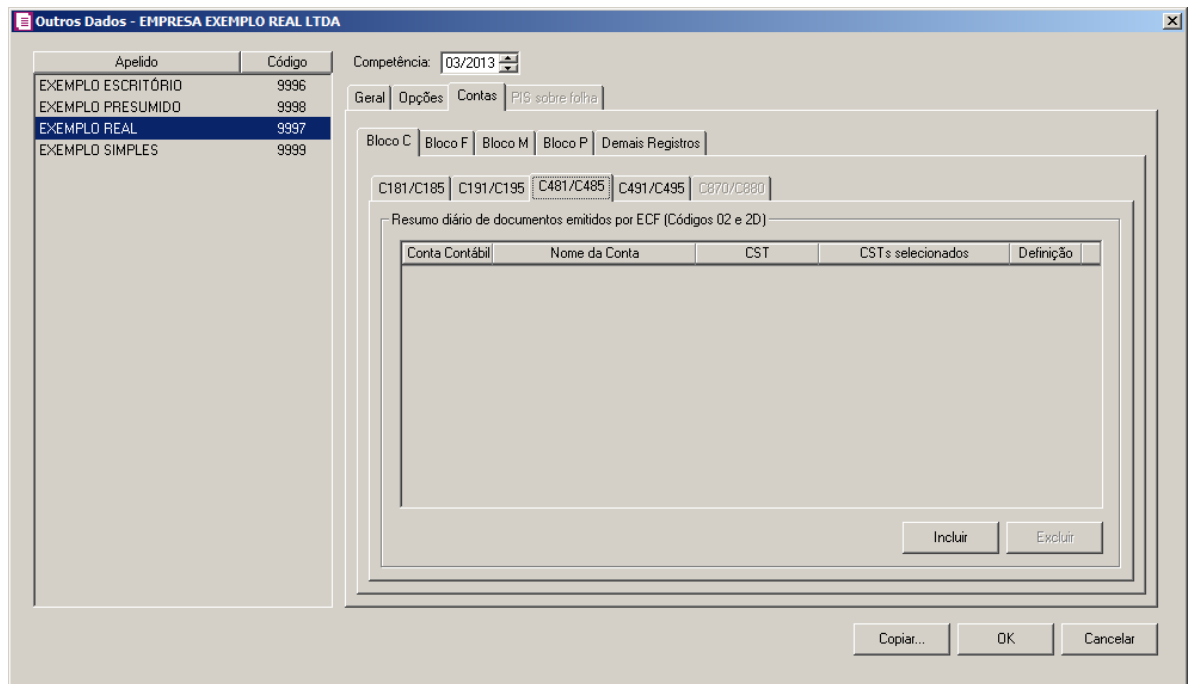 Outros Dados - EMPRESA EXEMPLO REAL LTDA
Apelido Código
EXEMPLO ESCRITÓRIO 9996
EXEMPLO PRESUMIDO 9998
EXEMPLO REAL 9997
EXEMPLO SIMPLES 9999
Competência: 03/2013
Geral Opções Contas PIS sobre folha
Bloco C Bloco F Bloco M Bloco P Demais Registros
C181/C185 C191/C195 C481/C485 C491/C495 C870/C880
Resumo diário de documentos emitidos por ECF (Códigos 02 e 2D)
Conta Contábil Nome da Conta CST CSTs selecionados Definição
Incluir Excluir
Copiar... OK Cancelar